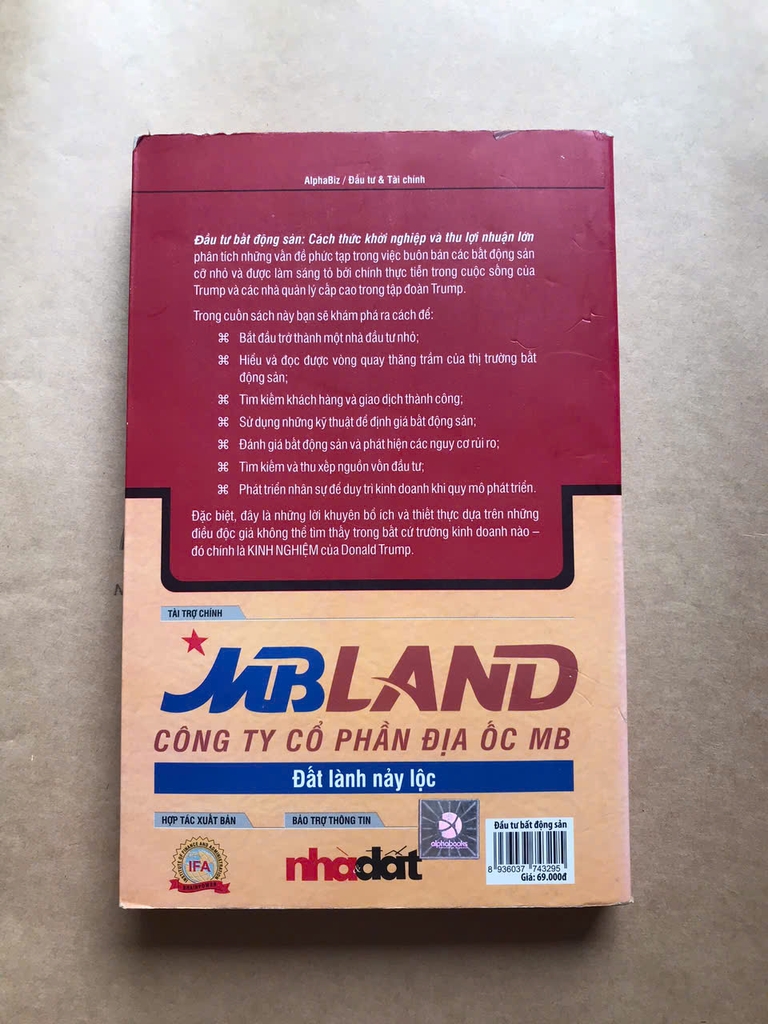 AlphaBiz / Đầu tư & Tài chính
Đầu tư bất động sản: Cách thức khởi nghiệp và thu lợi nhuận lớn
phân tích những vấn đề phức tạp trong việc buôn bán các bất động sản
cỡ nhỏ và được làm sáng tỏ bởi chính thực tiễn trong cuộc sống của
Trump và các nhà quản lý cấp cao trong tập đoàn Trump.
Trong cuốn sách này bạn sẽ khám phá ra cách để:
⌘ Bắt đầu trở thành một nhà đầu tư nhỏ;
⌘ Hiểu và đọc được vòng quay thăng trầm của thị trường bất
động sản;
⌘ Tìm kiếm khách hàng và giao dịch thành công;
⌘ Sử dụng những kỹ thuật để định giá bất động sản;
⌘ Đánh giá bất động sản và phát hiện các nguy cơ rủi ro;
⌘ Tìm kiếm và thu xếp nguồn vốn đầu tư;
⌘ Phát triển nhân sự để duy trì kinh doanh khi quy mô phát triển.
Đặc biệt, đây là những lời khuyên bổ ích và thiết thực dựa trên những
điều độc giả không thể tìm thấy trong bất cứ trường kinh doanh nào –
đó chính là KINH NGHIỆM của Donald Trump.
TÀI TRỢ CHÍNH
MBLAND
CÔNG TY CỔ PHẦN ĐỊA ỐC MB
Đất lành nảy lộc
HỢP TÁC XUẤT BẢN
BẢO TRỢ THÔNG TIN
INSTITUTE OF FINANCE AND ADMINISTRATION
IFA
BRAINPOWER
nhà&đất
alphabooks
Đầu tư bất động sản
8 936037 743295
Giá: 69.000đ